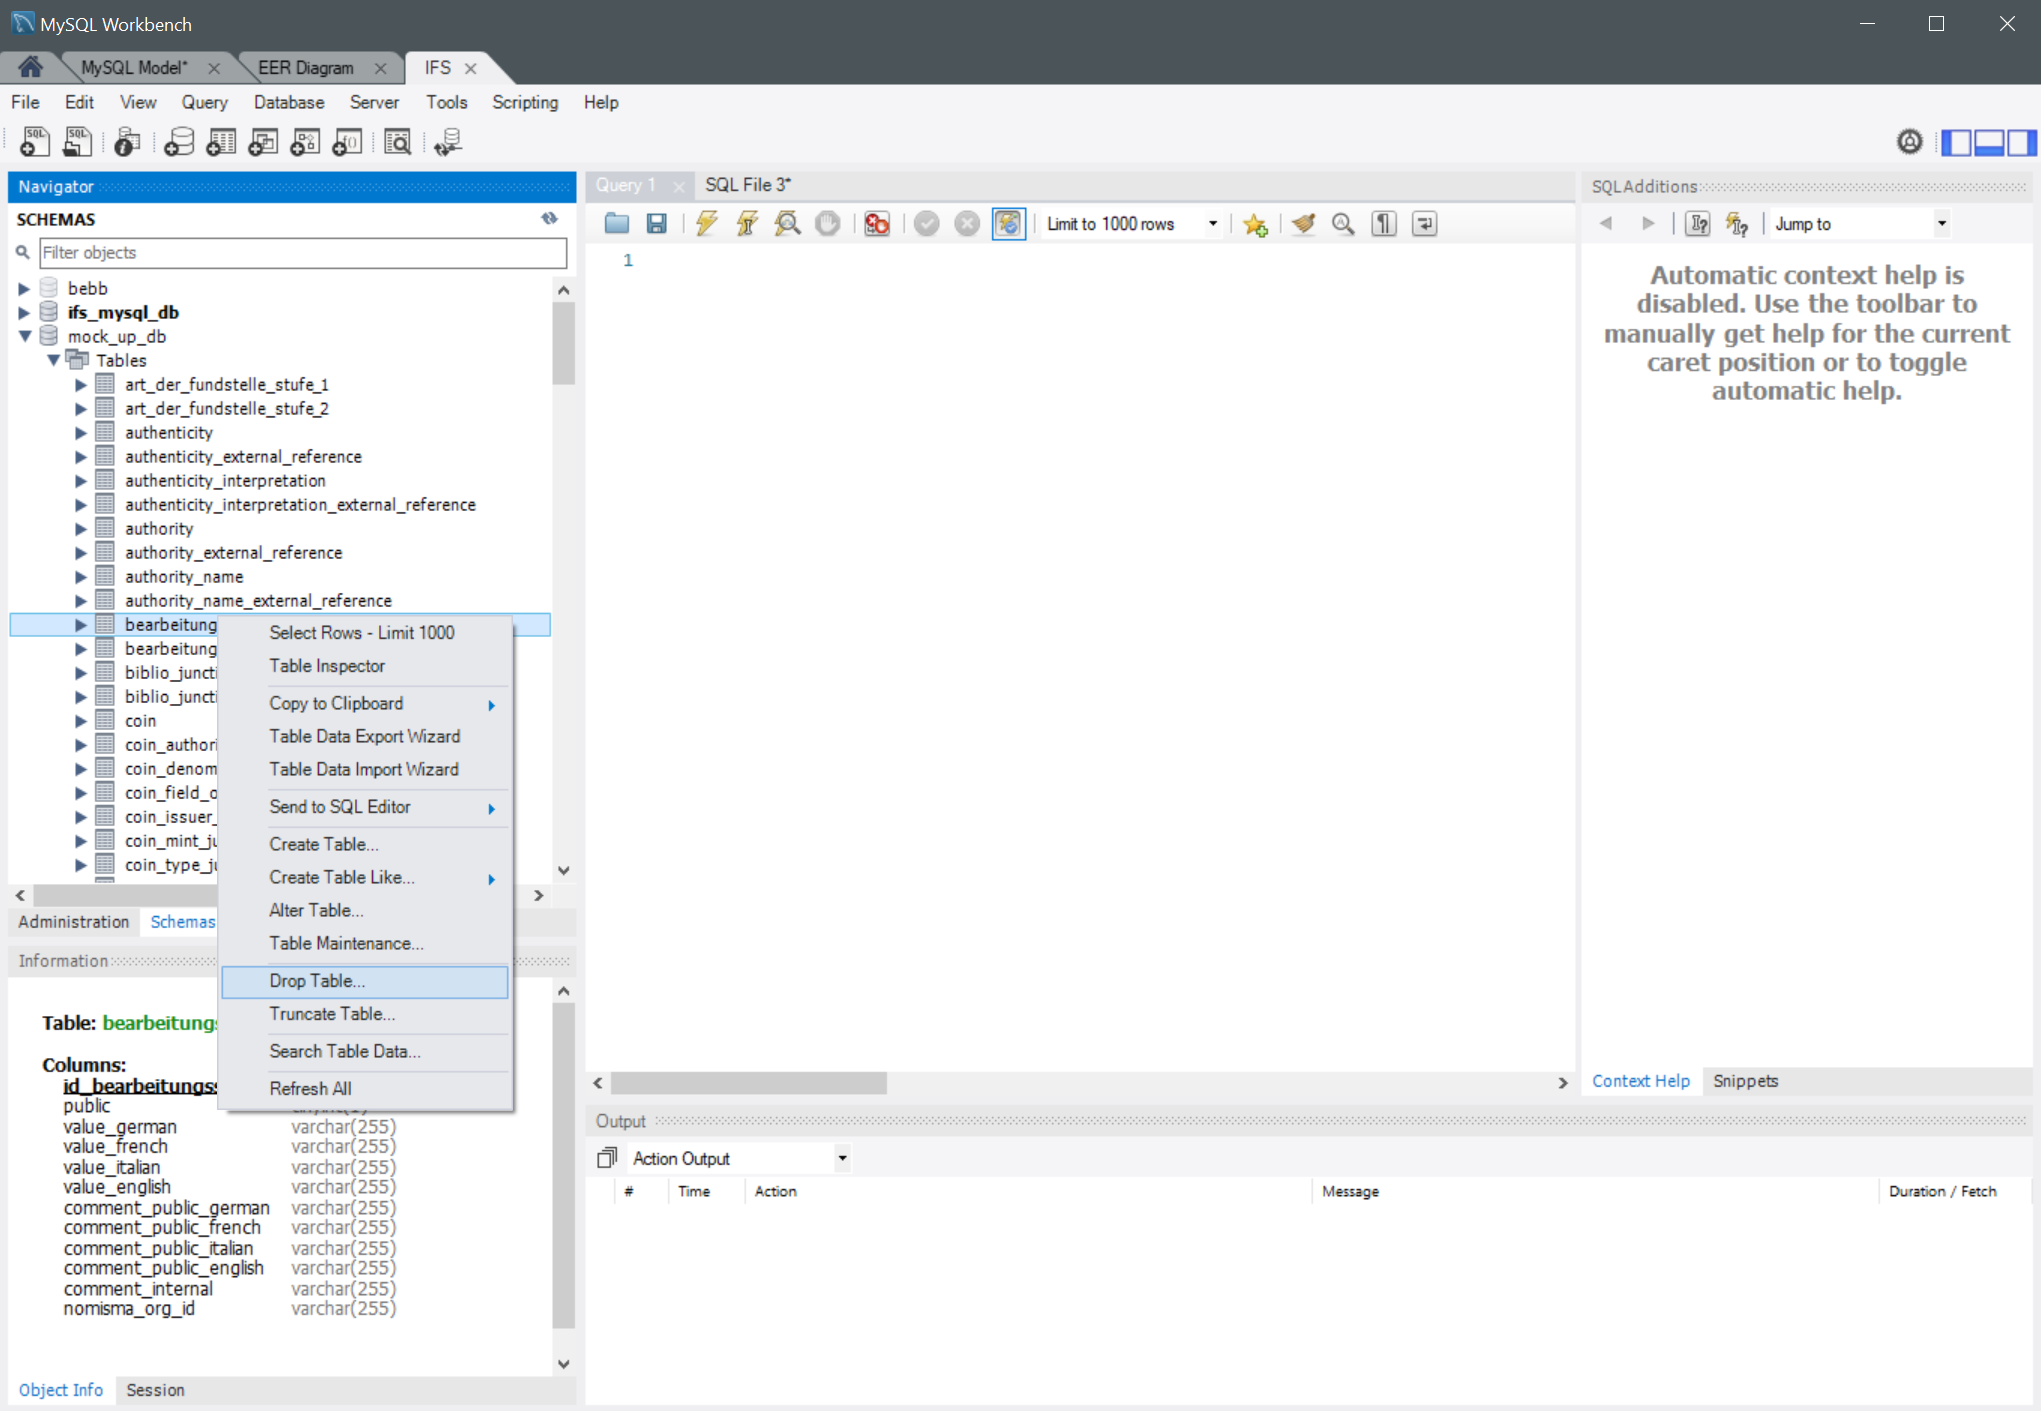 MySQL Workbench
MySQL Model* EER Diagram IFS
File Edit View Query Database Server Tools Scripting Help
Navigator
SCHEMAS
Filter objects
bebb
ifs_mysql_db
mock_up_db
Tables
art_der_fundstelle_stufe_1
art_der_fundstelle_stufe_2
authenticity
authenticity_external_reference
authenticity_interpretation
authenticity_interpretation_external_reference
authority
authority_external_reference
authority_name
authority_name_external_reference
bearbeitung
bearbeitung
biblio_juncti
biblio_juncti
coin
coin_authori
coin_denom
coin_field_o
coin_issuer_
coin_mint_ju
coin_type_ju
Select Rows - Limit 1000
Table Inspector
Copy to Clipboard
Table Data Export Wizard
Table Data Import Wizard
Send to SQL Editor
Create Table...
Create Table Like...
Alter Table...
Table Maintenance...
Drop Table...
Truncate Table...
Search Table Data...
Refresh All
Administration Schemas
Information
Table: bearbeitungs
Columns:
id_bearbeitungss
public
value_german varchar(255)
value_french varchar(255)
value_italian varchar(255)
value_english varchar(255)
comment_public_german varchar(255)
comment_public_french varchar(255)
comment_public_italian varchar(255)
comment_public_english varchar(255)
comment_internal varchar(255)
nomisma_org_id varchar(255)
Object Info Session
Query 1 SQL File 3*
Limit to 1000 rows
1
Output
Action Output
# Time Action Message Duration / Fetch
SQLAdditions
Jump to
Automatic context help is
disabled. Use the toolbar to
manually get help for the current
caret position or to toggle
automatic help.
Context Help Snippets